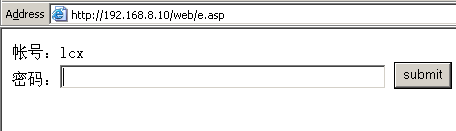 Address http://192.168.8.10/web/e.asp
帐号：lcx
密码：
submit